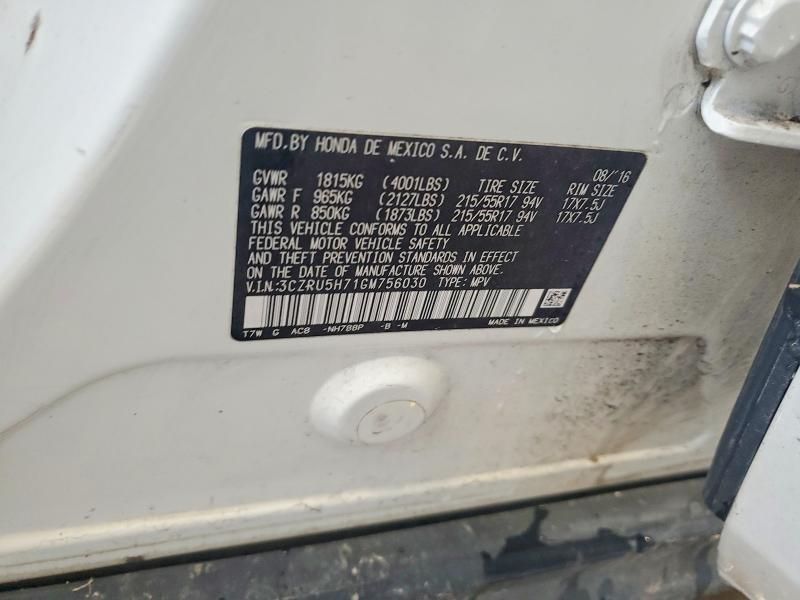 MFD. BY HONDA DE MEXICO S.A. DE C.V.
08/'16
GVWR 1815KG (4001LBS) TIRE SIZE RIM SIZE
GAWR F 965KG (2127LBS) 215/55R17 94V 17X7.5J
GAWR R 850KG (1873LBS) 215/55R17 94V 17X7.5J
THIS VEHICLE CONFORMS TO ALL APPLICABLE
FEDERAL MOTOR VEHICLE SAFETY
AND THEFT PREVENTION STANDARDS IN EFFECT
ON THE DATE OF MANUFACTURE SHOWN ABOVE.
V.I.N.:3CZRU5H71GM756030 TYPE: MPV
T7W G AC8 -NH788P -B -M MADE IN MEXICO